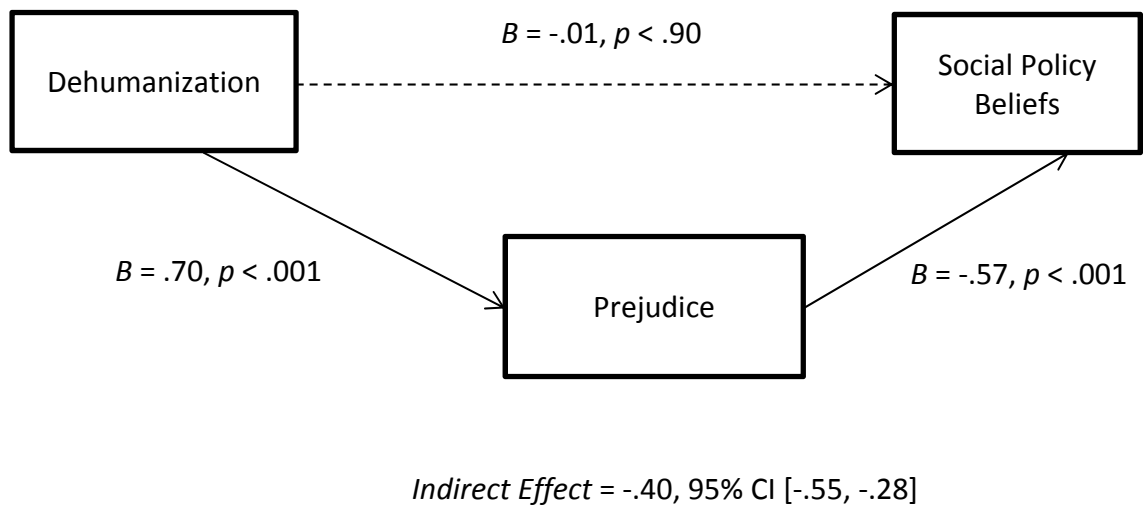 B = -.01, p < .90
Dehumanization
Social Policy
Beliefs
B = .70, p < .001
B = -.57, p < .001
Prejudice
Indirect Effect = -.40, 95% CI [-.55, -.28]